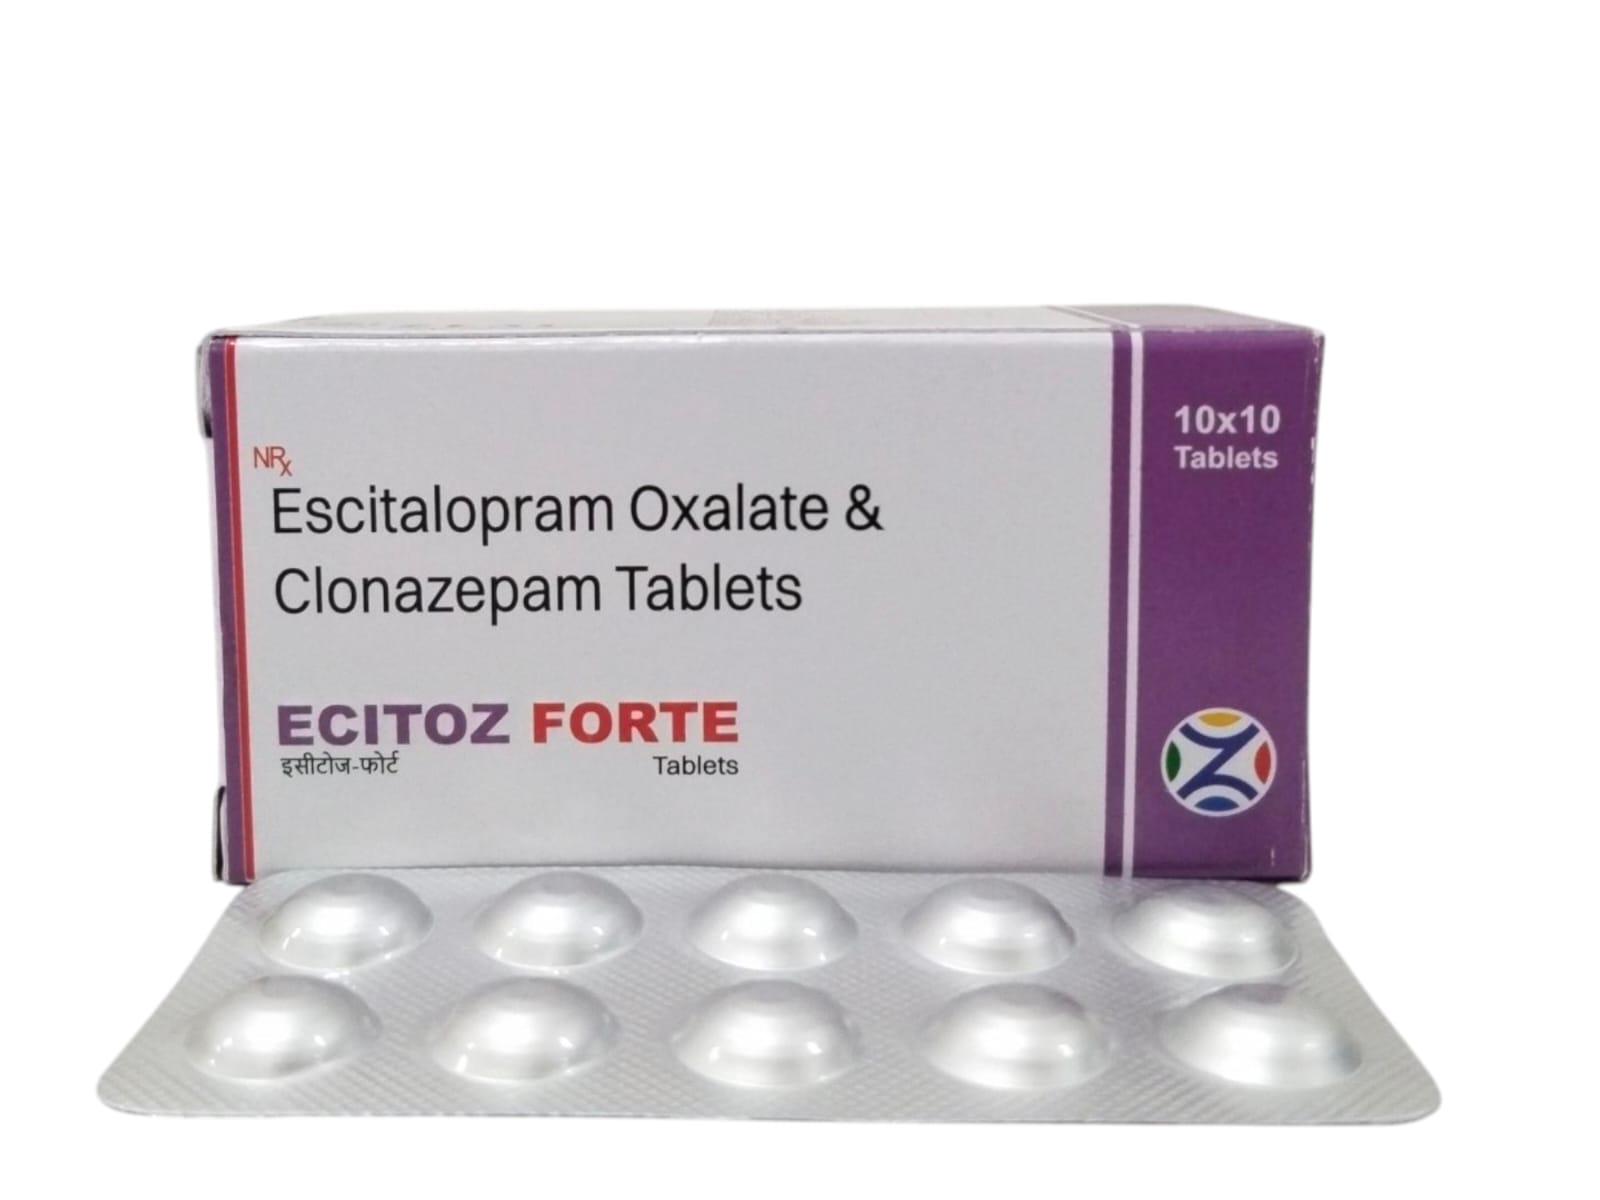 NRx
Escitalopram Oxalate &
Clonazepam Tablets
ECITOZ FORTE
इसीटोज-फोर्ट
Tablets
10x10
Tablets